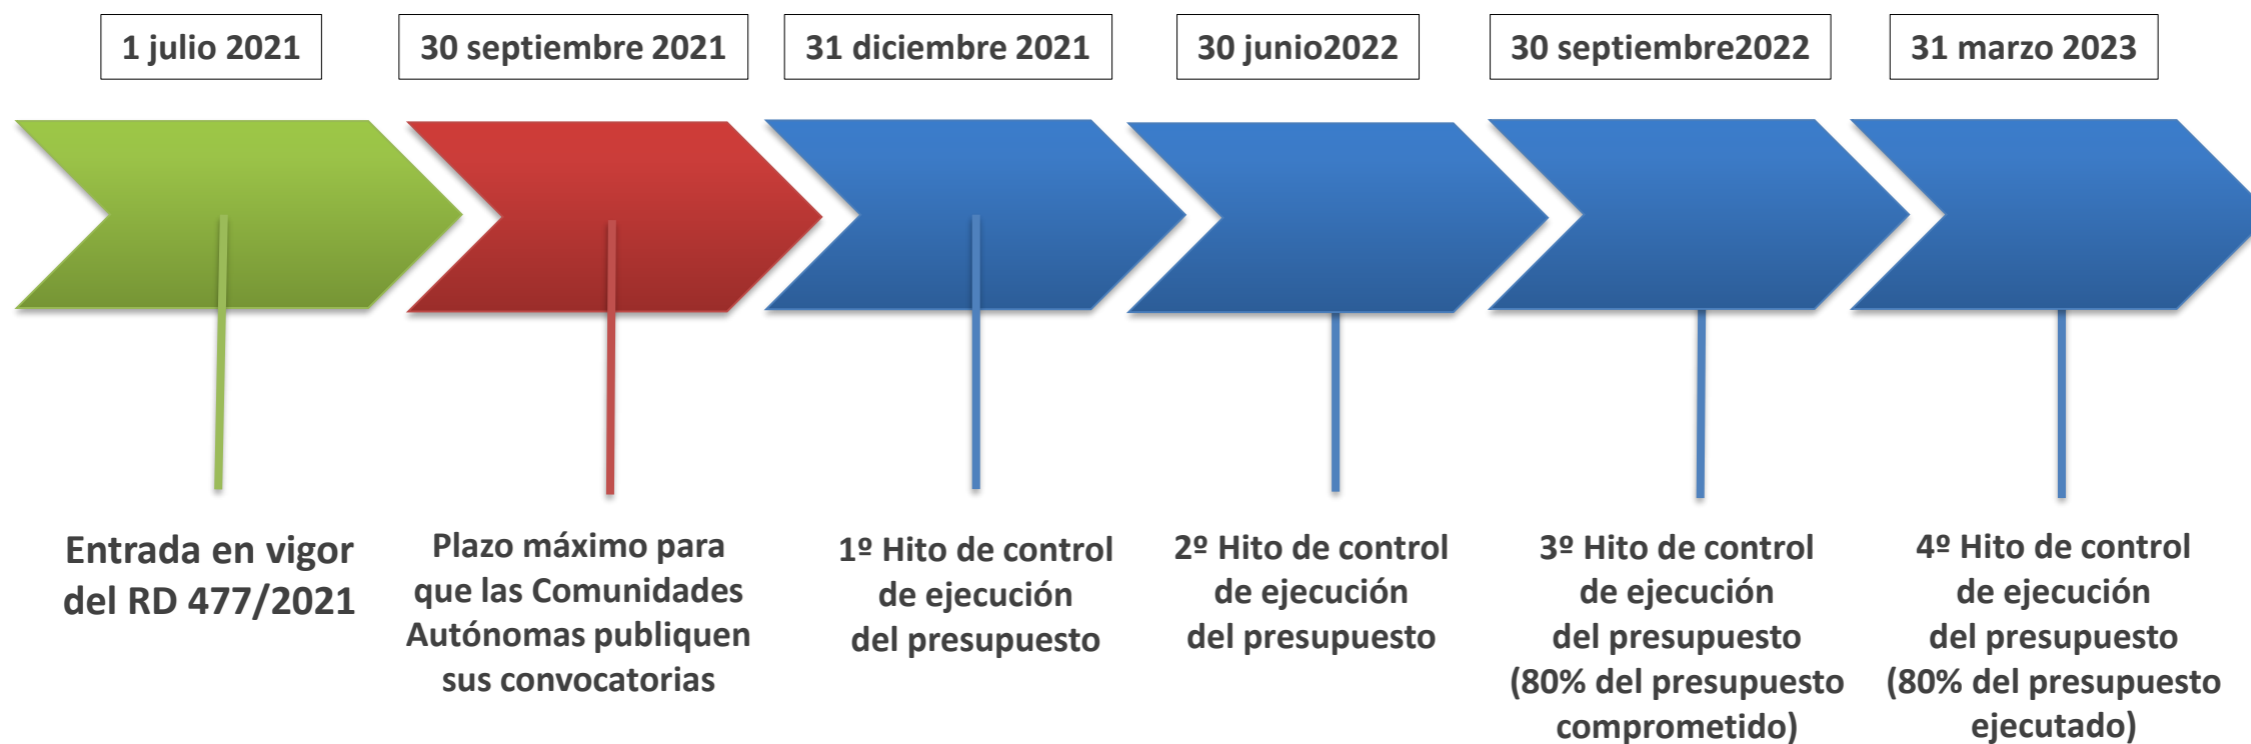 1 julio 2021
30 septiembre 2021
31 diciembre 2021
30 junio2022
30 septiembre2022
31 marzo 2023
Entrada en vigor
del RD 477/2021
Plazo máximo para
que las Comunidades
Autónomas publiquen
sus convocatorias
1º Hito de control
de ejecución
del presupuesto
2º Hito de control
de ejecución
del presupuesto
3º Hito de control
de ejecución
del presupuesto
(80% del presupuesto
comprometido)
4º Hito de control
de ejecución
del presupuesto
(80% del presupuesto
ejecutado)